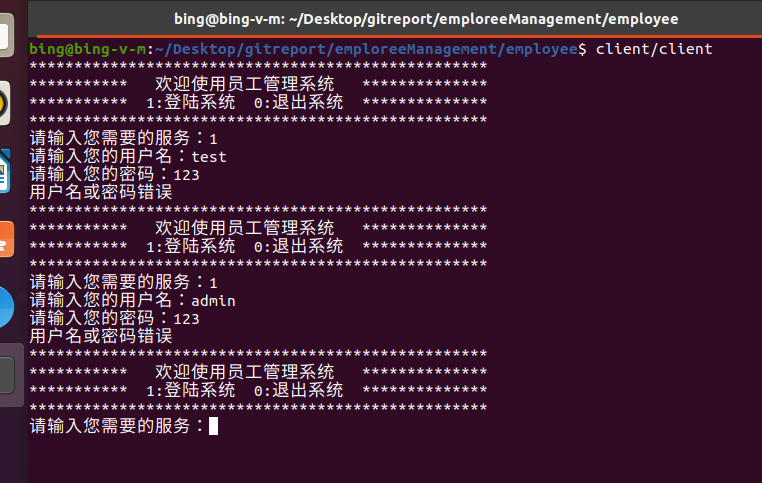 bing@bing-v-m: ~/Desktop/gitreport/emploreeManagement/employee
bing@bing-v-m:~/Desktop/gitreport/emploreeManagement/employee$ client/client
***************************************************
***********   欢迎使用员工管理系统   **************
***********  1:登陆系统  0:退出系统  **************
***************************************************
请输入您需要的服务：1
请输入您的用户名：test
请输入您的密码：123
用户名或密码错误
***************************************************
***********   欢迎使用员工管理系统   **************
***********  1:登陆系统  0:退出系统  **************
***************************************************
请输入您需要的服务：1
请输入您的用户名：admin
请输入您的密码：123
用户名或密码错误
***************************************************
***********   欢迎使用员工管理系统   **************
***********  1:登陆系统  0:退出系统  **************
***************************************************
请输入您需要的服务：